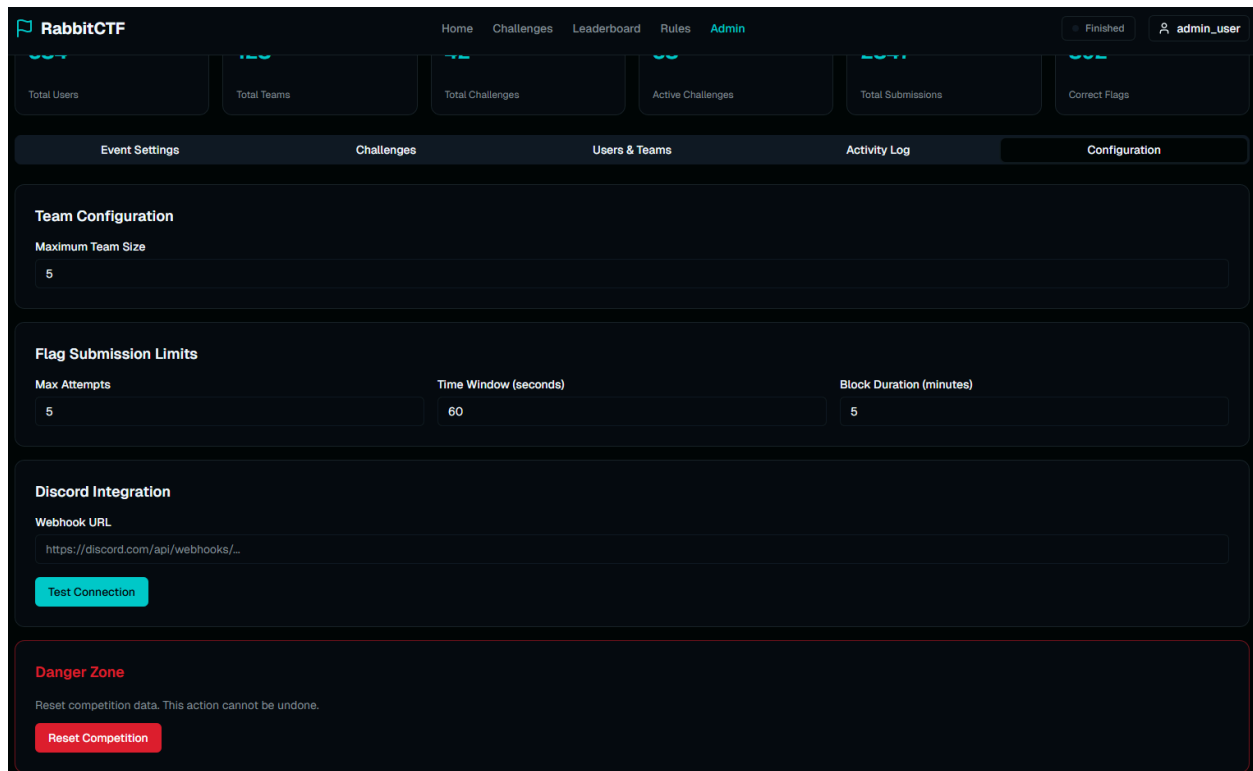 RabbitCTF Home Challenges Leaderboard Rules Admin Finished admin_user
Total Users Total Teams Total Challenges Active Challenges Total Submissions Correct Flags
Event Settings Challenges Users & Teams Activity Log Configuration
Team Configuration
Maximum Team Size
5
Flag Submission Limits
Max Attempts Time Window (seconds) Block Duration (minutes)
5 60 5
Discord Integration
Webhook URL
https://discord.com/api/webhooks/...
Test Connection
Danger Zone
Reset competition data. This action cannot be undone.
Reset Competition